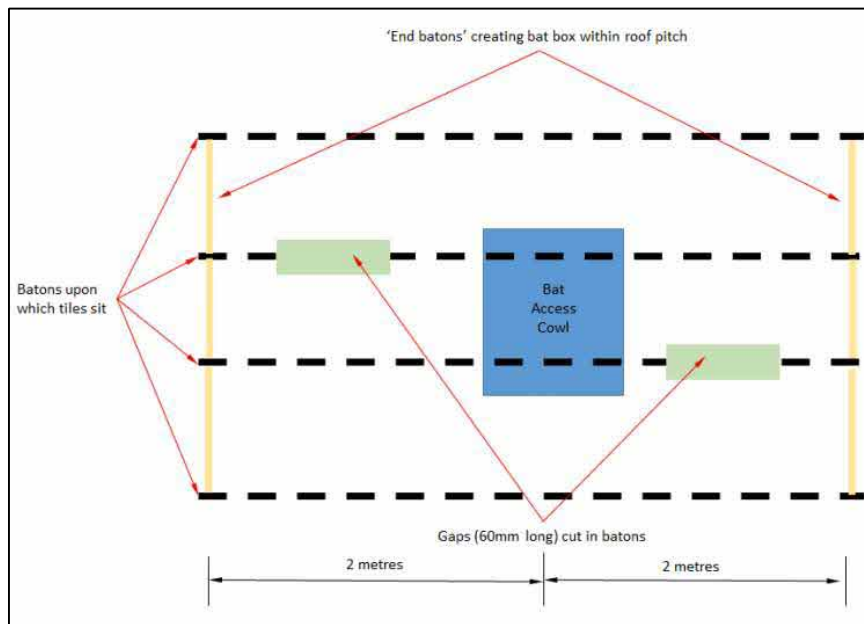 ‘End batons’ creating bat box within roof pitch
Batons upon
which tiles sit
Bat
Access
Cowl
Gaps (60mm long) cut in batons
2 metres
2 metres